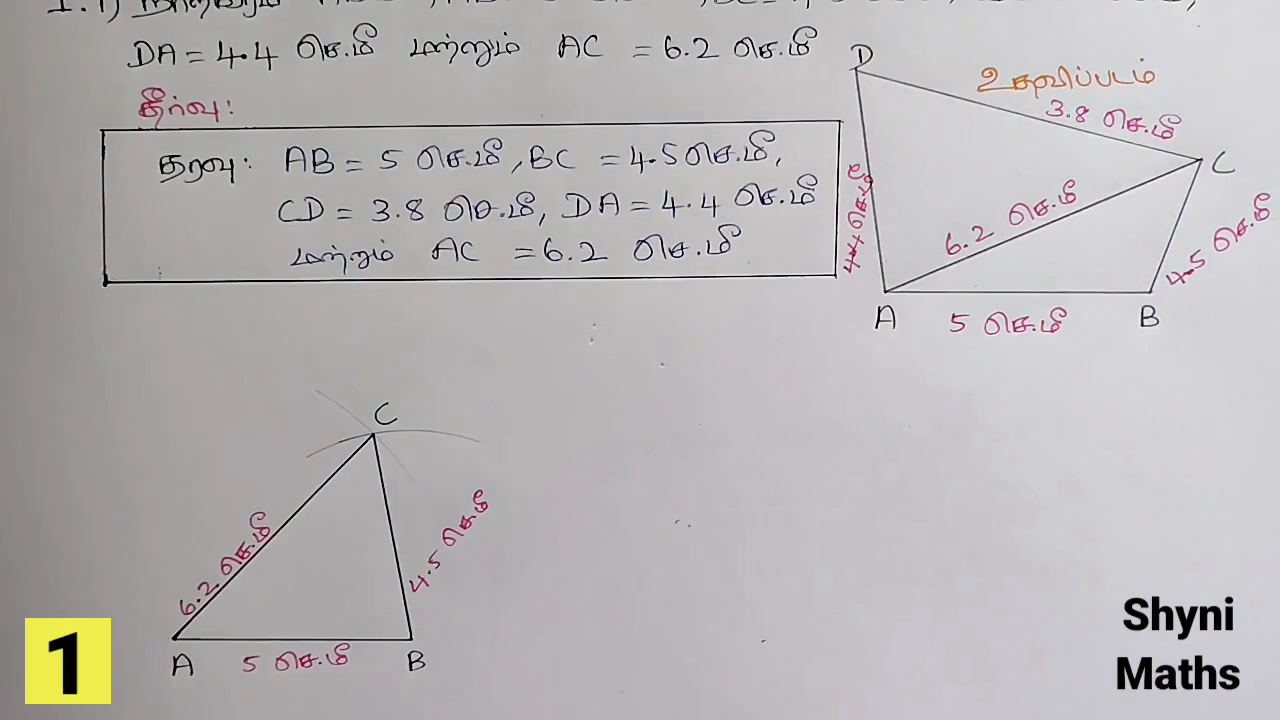 DA = 4.4 செ.மீ மற்றும் AC = 6.2 செ.மீ
தீர்வு:
தரவு: AB = 5 செ.மீ, BC = 4.5 செ.மீ,
CD = 3.8 செ.மீ, DA = 4.4 செ.மீ
மற்றும் AC = 6.2 செ.மீ
D
உதவிப்படம்
3.8 செ.மீ
C
4.4 செ.மீ
6.2 செ.மீ
4.5 செ.மீ
A
5 செ.மீ
B
C
6.2 செ.மீ
4.5 செ.மீ
A
5 செ.மீ
B
1
Shyni
Maths